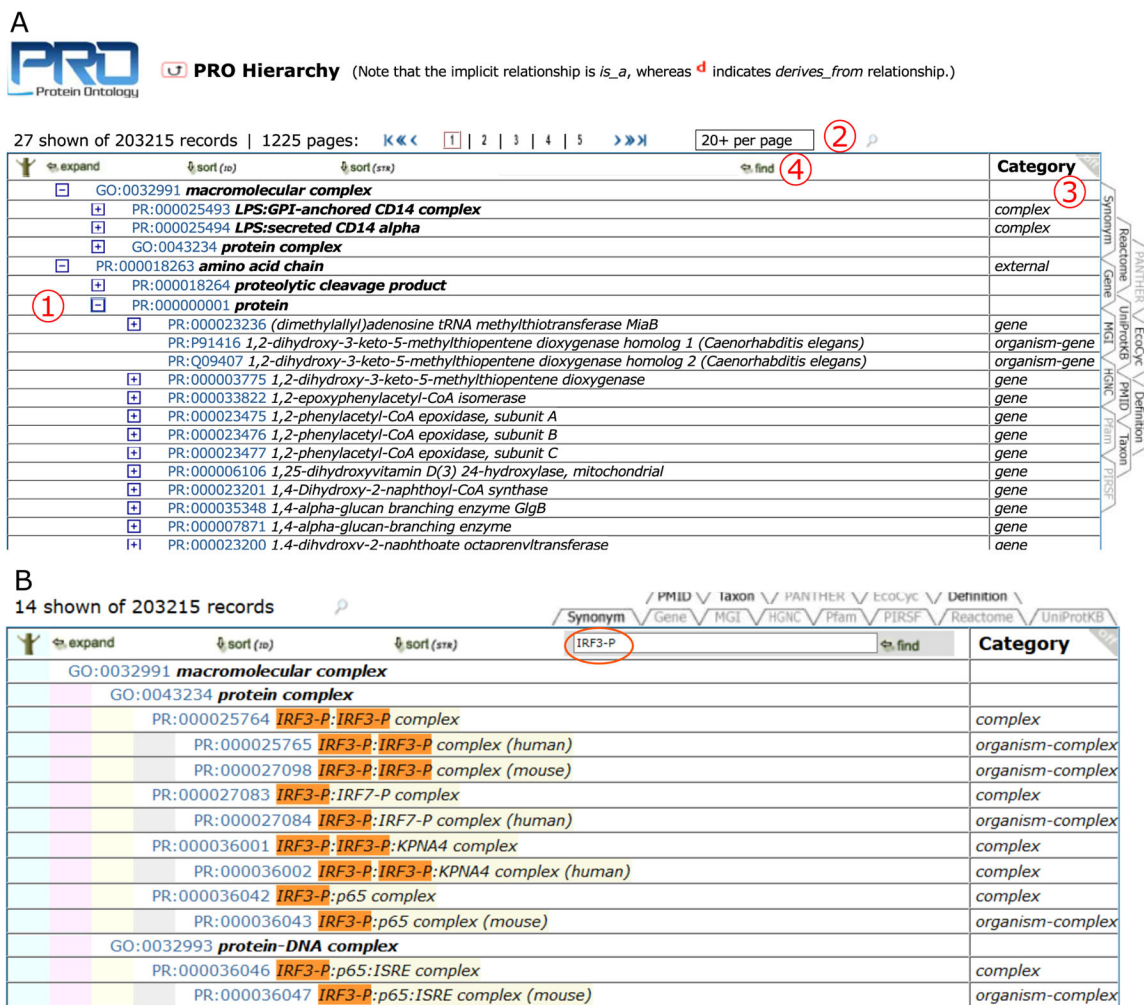 A
PRO
Protein Ontology
PRO Hierarchy (Note that the implicit relationship is is_a, whereas d indicates derives_from relationship.)
27 shown of 203215 records | 1225 pages: 1 | 2 | 3 | 4 | 5 20+ per page ②
expand sort (ID) sort (STR) find ④ Category off
③
GO:0032991 macromolecular complex
PR:000025493 LPS:GPI-anchored CD14 complex complex
PR:000025494 LPS:secreted CD14 alpha complex
GO:0043234 protein complex
PR:000018263 amino acid chain external
PR:000018264 proteolytic cleavage product
① PR:000000001 protein
PR:000023236 (dimethylallyl)adenosine tRNA methylthiotransferase MiaB gene
PR:P91416 1,2-dihydroxy-3-keto-5-methylthiopentene dioxygenase homolog 1 (Caenorhabditis elegans) organism-gene
PR:Q09407 1,2-dihydroxy-3-keto-5-methylthiopentene dioxygenase homolog 2 (Caenorhabditis elegans) organism-gene
PR:000003775 1,2-dihydroxy-3-keto-5-methylthiopentene dioxygenase gene
PR:000033822 1,2-epoxyphenylacetyl-CoA isomerase gene
PR:000023475 1,2-phenylacetyl-CoA epoxidase, subunit A gene
PR:000023476 1,2-phenylacetyl-CoA epoxidase, subunit B gene
PR:000023477 1,2-phenylacetyl-CoA epoxidase, subunit C gene
PR:000006106 1,25-dihydroxyvitamin D(3) 24-hydroxylase, mitochondrial gene
PR:000023201 1,4-Dihydroxy-2-naphthoyl-CoA synthase gene
PR:000035348 1,4-alpha-glucan branching enzyme GlgB gene
PR:000007871 1,4-alpha-glucan-branching enzyme gene
PR:000023200 1,4-dihydroxy-2-naphthoate octaprenyltransferase gene
Synonym Gene MGI HGNC Pfam PIRSF
Reactome UniProtKB PMID Taxon
PANTHER EcoCyc Definition
B
14 shown of 203215 records
PMID Taxon PANTHER EcoCyc Definition
Synonym Gene MGI HGNC Pfam PIRSF Reactome UniProtKB
expand sort (ID) sort (STR) IRF3-P find Category off
GO:0032991 macromolecular complex
GO:0043234 protein complex
PR:000025764 IRF3-P:IRF3-P complex complex
PR:000025765 IRF3-P:IRF3-P complex (human) organism-complex
PR:000027098 IRF3-P:IRF3-P complex (mouse) organism-complex
PR:000027083 IRF3-P:IRF7-P complex complex
PR:000027084 IRF3-P:IRF7-P complex (human) organism-complex
PR:000036001 IRF3-P:IRF3-P:KPNA4 complex complex
PR:000036002 IRF3-P:IRF3-P:KPNA4 complex (human) complex
PR:000036042 IRF3-P:p65 complex complex
PR:000036043 IRF3-P:p65 complex (mouse) organism-complex
GO:0032993 protein-DNA complex
PR:000036046 IRF3-P:p65:ISRE complex complex
PR:000036047 IRF3-P:p65:ISRE complex (mouse) organism-complex